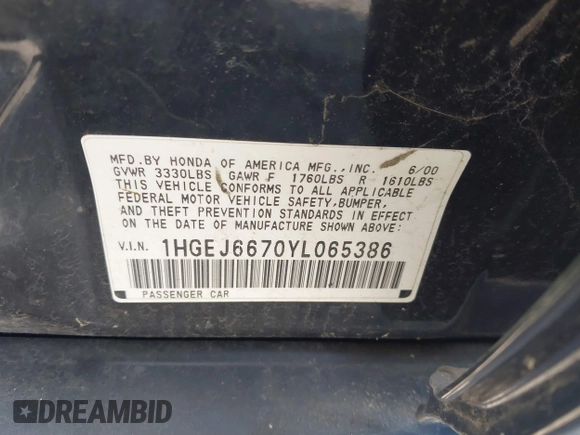 MFD.BY HONDA OF AMERICA MFG.,INC. 6/00
GVWR 3330LBS GAWR F 1760LBS R 1610LBS
THIS VEHICLE CONFORMS TO ALL APPLICABLE
FEDERAL MOTOR VEHICLE SAFETY,BUMPER,
AND THEFT PREVENTION STANDARDS IN EFFECT
ON THE DATE OF MANUFACTURE SHOWN ABOVE:
V.I.N. 1HGEJ6670YL065386
PASSENGER CAR
DREAMBID